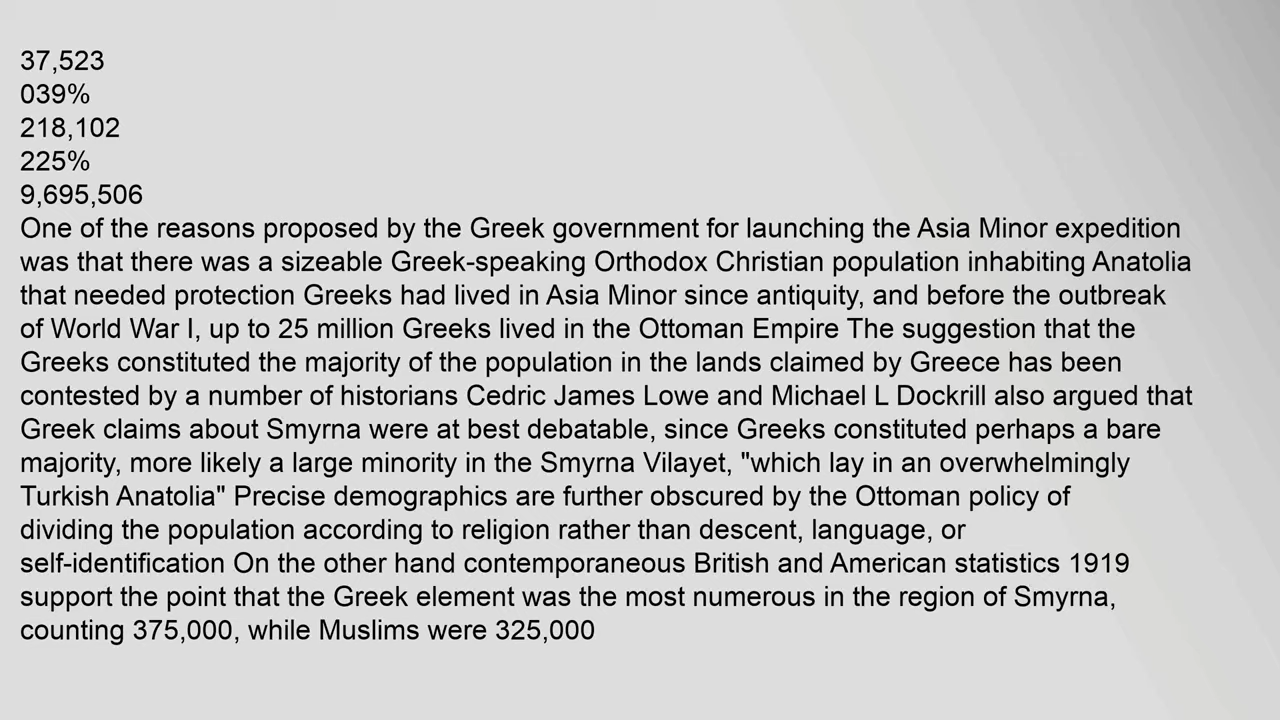 37,523
039%
218,102
225%
9,695,506
One of the reasons proposed by the Greek government for launching the Asia Minor expedition
was that there was a sizeable Greek-speaking Orthodox Christian population inhabiting Anatolia
that needed protection Greeks had lived in Asia Minor since antiquity, and before the outbreak
of World War I, up to 25 million Greeks lived in the Ottoman Empire The suggestion that the
Greeks constituted the majority of the population in the lands claimed by Greece has been
contested by a number of historians Cedric James Lowe and Michael L Dockrill also argued that
Greek claims about Smyrna were at best debatable, since Greeks constituted perhaps a bare
majority, more likely a large minority in the Smyrna Vilayet, "which lay in an overwhelmingly
Turkish Anatolia" Precise demographics are further obscured by the Ottoman policy of
dividing the population according to religion rather than descent, language, or
self-identification On the other hand contemporaneous British and American statistics 1919
support the point that the Greek element was the most numerous in the region of Smyrna,
counting 375,000, while Muslims were 325,000